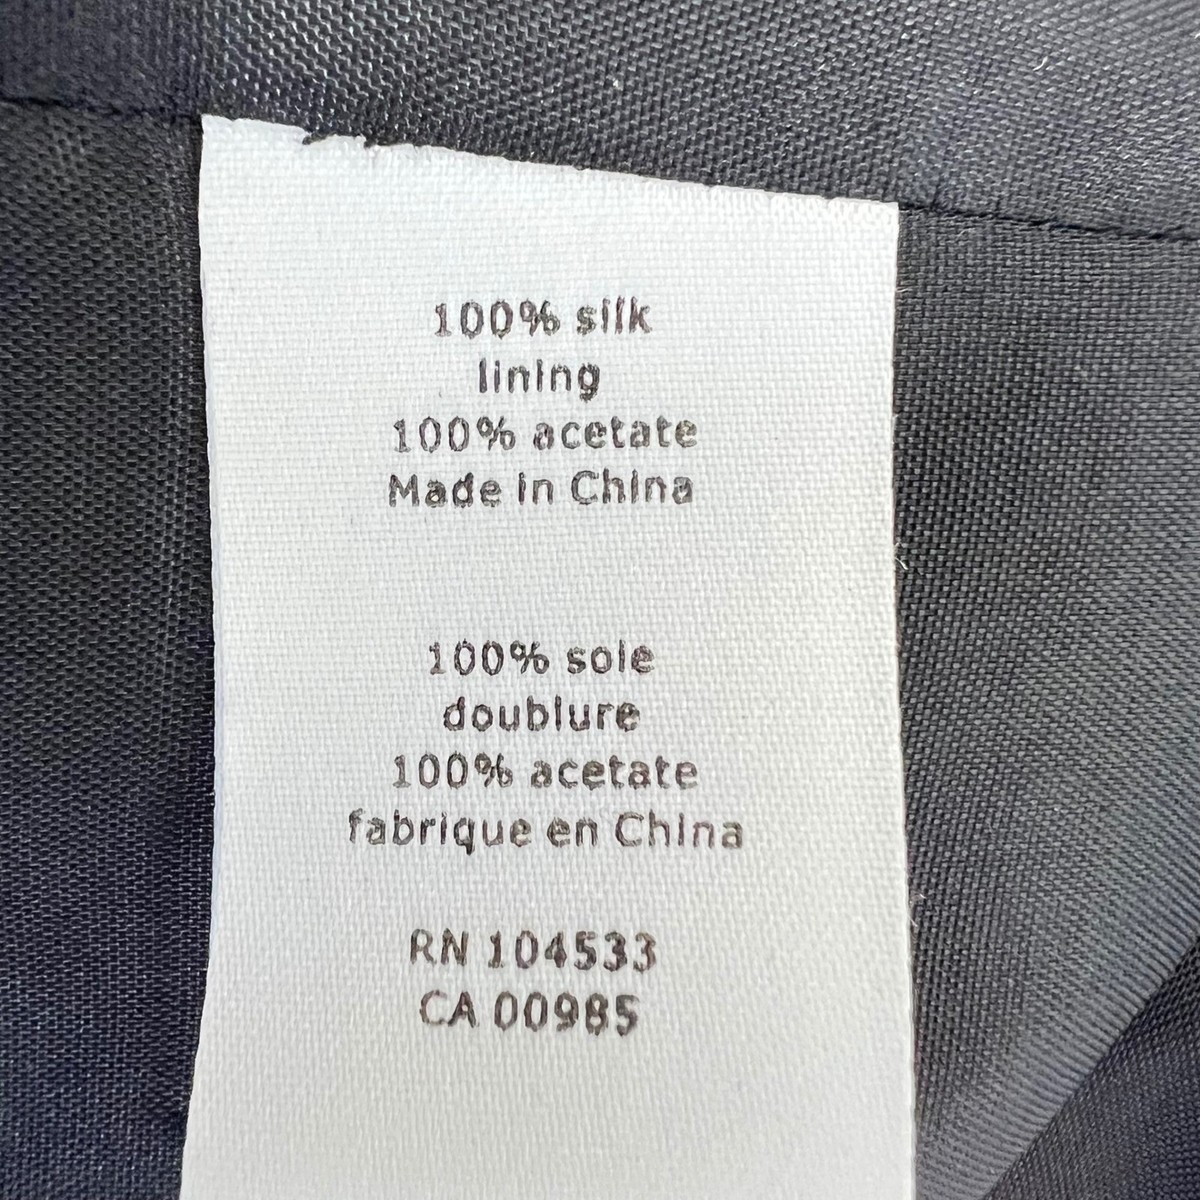 100% silk
lining
100% acetate
Made in China
100% soie
doublure
100% acetate
fabriqué en China
RN 104533
CA 00985